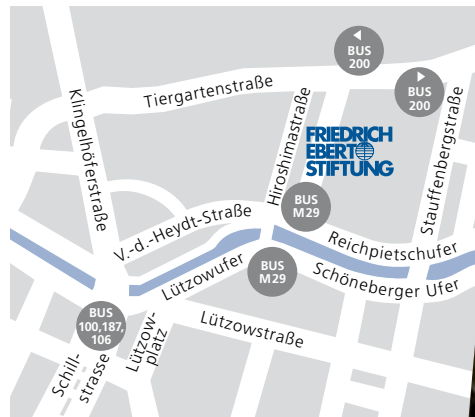 BUS
200
BUS
200
Tiergartenstraße
Klingelhöferstraße
Hiroshimastraße
Stauffenbergstraße
FRIEDRICH
EBERT
STIFTUNG
BUS
M29
V.-d.-Heydt-Straße
Reichpietschufer
Lützowufer
BUS
M29
Schöneberger Ufer
BUS
100,187,
106
Lützow-
platz
Lützowstraße
Schill-
strasse